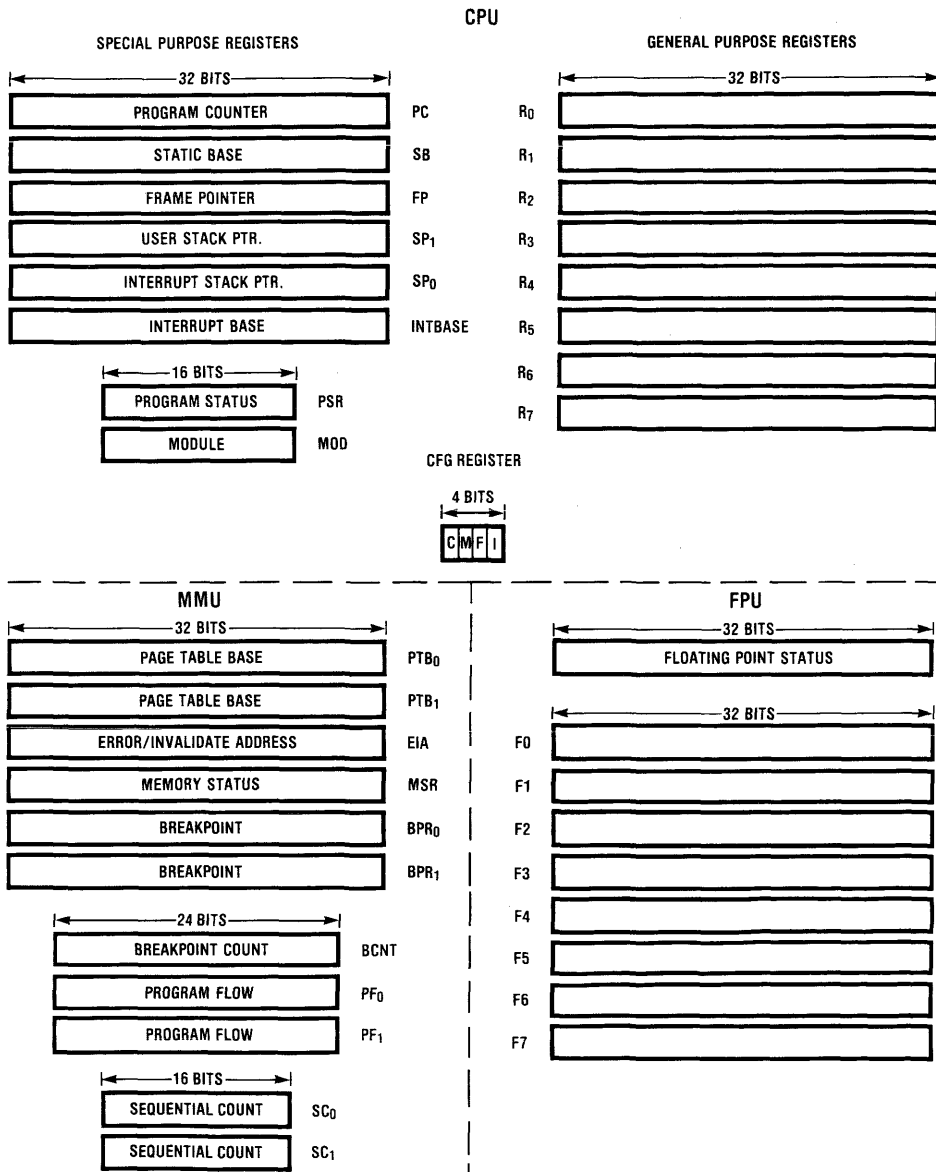 CPU
SPECIAL PURPOSE REGISTERS
32 BITS
PROGRAM COUNTER PC
STATIC BASE SB
FRAME POINTER FP
USER STACK PTR. SP1
INTERRUPT STACK PTR. SP0
INTERRUPT BASE INTBASE
16 BITS
PROGRAM STATUS PSR
MODULE MOD
GENERAL PURPOSE REGISTERS
32 BITS
R0
R1
R2
R3
R4
R5
R6
R7
CFG REGISTER
4 BITS
C M F I
MMU
32 BITS
PAGE TABLE BASE PTB0
PAGE TABLE BASE PTB1
ERROR/INVALIDATE ADDRESS EIA
MEMORY STATUS MSR
BREAKPOINT BPR0
BREAKPOINT BPR1
24 BITS
BREAKPOINT COUNT BCNT
PROGRAM FLOW PF0
PROGRAM FLOW PF1
16 BITS
SEQUENTIAL COUNT SC0
SEQUENTIAL COUNT SC1
FPU
32 BITS
FLOATING POINT STATUS
32 BITS
F0
F1
F2
F3
F4
F5
F6
F7